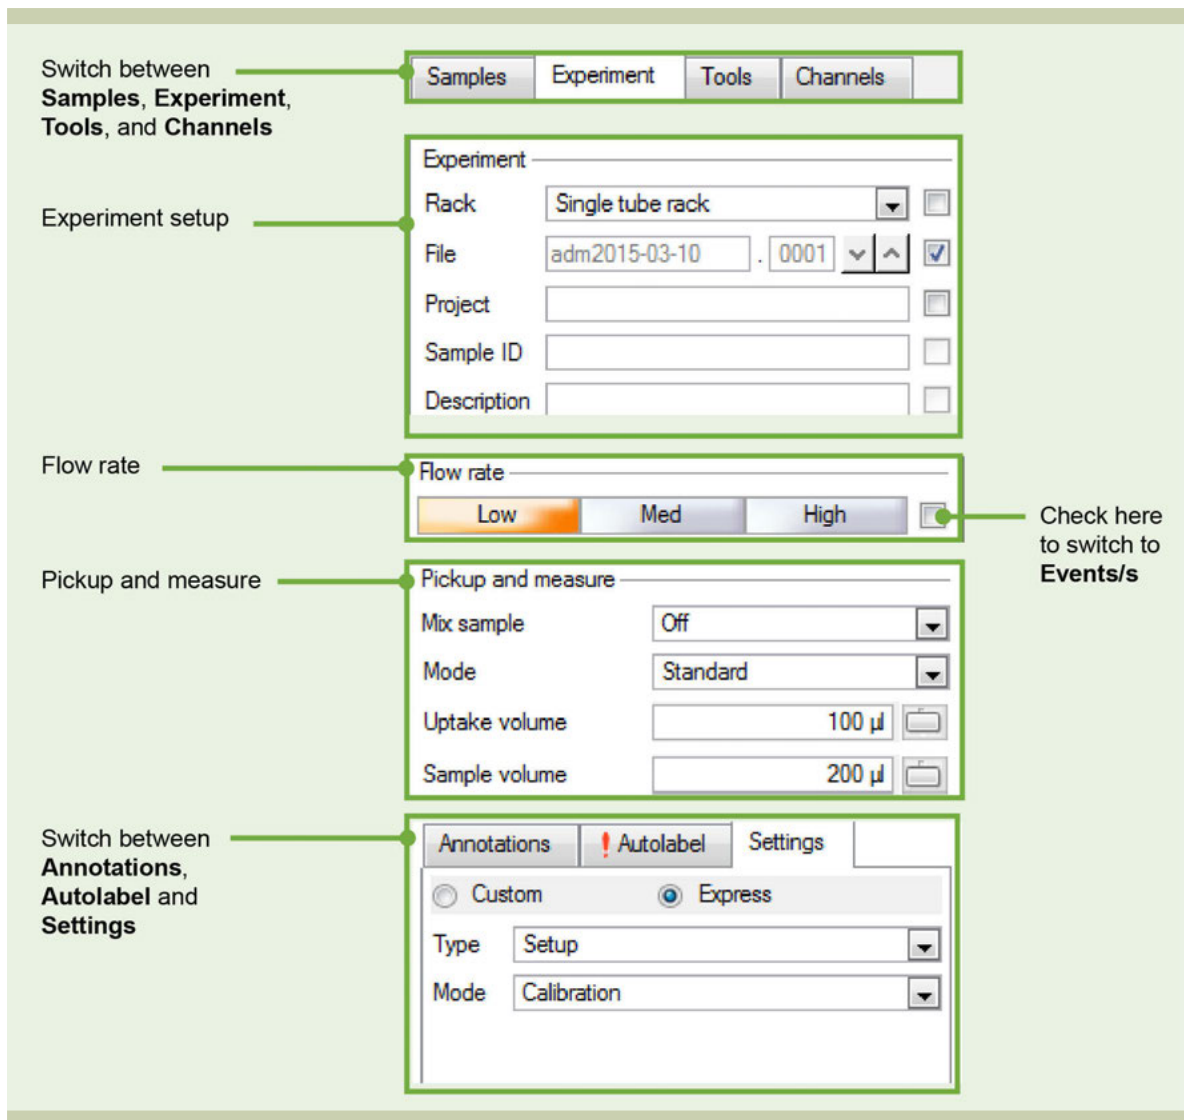 Switch between
Samples, Experiment,
Tools, and Channels
Samples Experiment Tools Channels
Experiment setup
Experiment
Rack Single tube rack
File adm2015-03-10 . 0001
Project
Sample ID
Description
Flow rate
Flow rate
Low Med High
Check here
to switch to
Events/s
Pickup and measure
Pickup and measure
Mix sample Off
Mode Standard
Uptake volume 100 µl
Sample volume 200 µl
Switch between
Annotations,
Autolabel and
Settings
Annotations ! Autolabel Settings
Custom Express
Type Setup
Mode Calibration